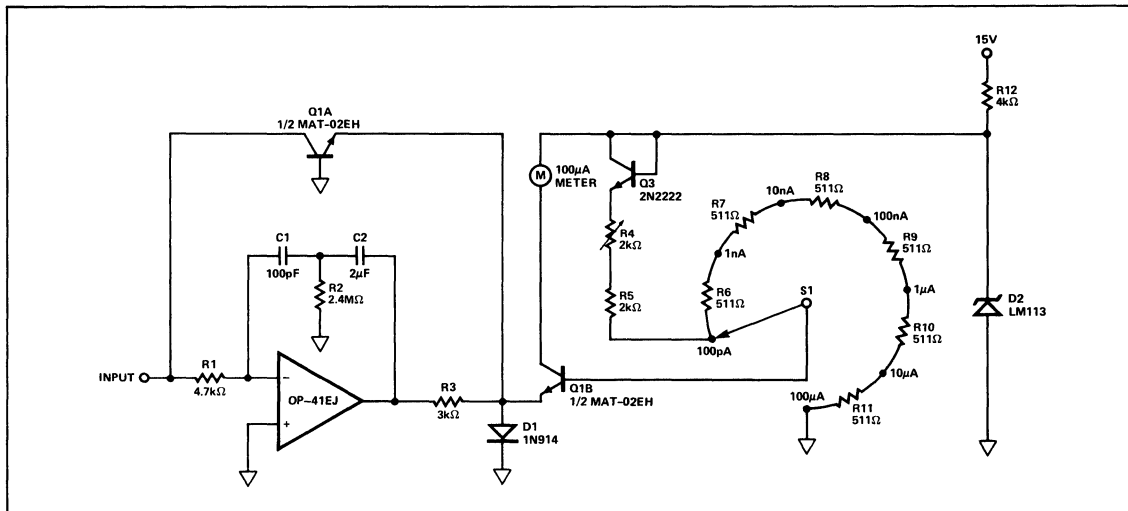 15V
R12
4kΩ
Q1A
1/2 MAT-02EH
M
100μA
METER
Q3
2N2222
R8
511Ω
10nA
R7
511Ω
100nA
R9
511Ω
C1
100pF
C2
2μF
R4
2kΩ
1nA
R2
2.4MΩ
R6
511Ω
S1
1μA
D2
LM113
R5
2kΩ
R10
511Ω
100pA
INPUT
R1
4.7kΩ
−
OP-41EJ
+
R3
3kΩ
Q1B
1/2 MAT-02EH
10μA
100μA
R11
511Ω
D1
1N914